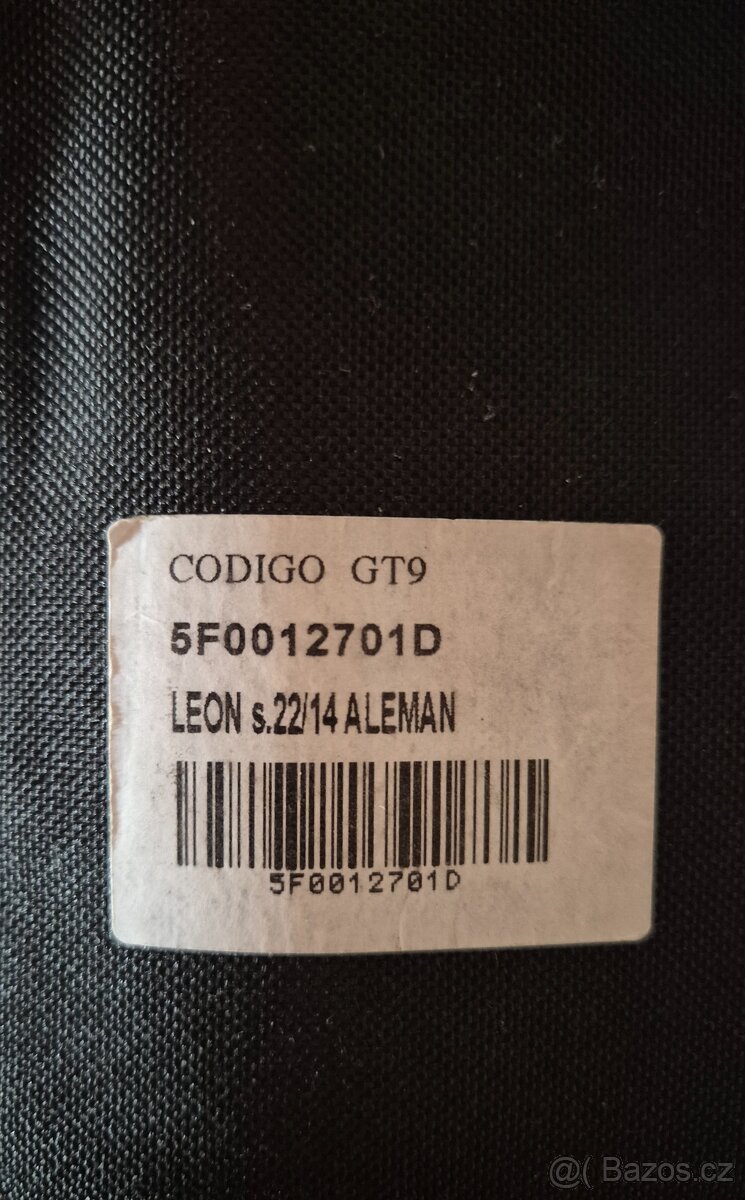 CODIGO GT9
5F0012701D
LEON s.22/14 ALEMAN
5F0012701D
@( Bazos.cz